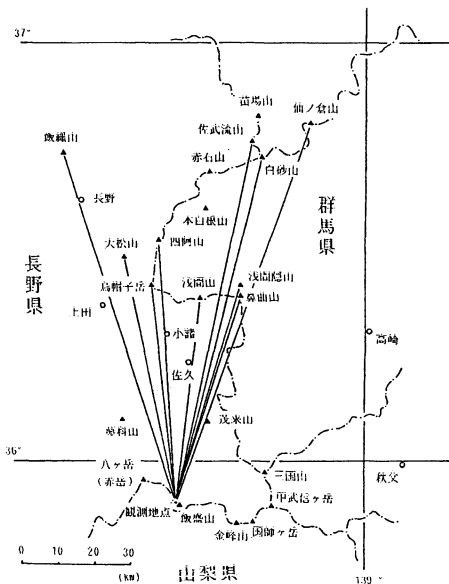 37°
苗場山
仙ノ倉山
佐武流山
飯縄山
白砂山
赤石山
群馬県
長野
本白根山
四阿山
大松山
長野県
烏帽子岳
浅間山
浅間隠山
鼻曲山
上田
小諸
高崎
佐久
蓼科山
茂来山
36°
八ヶ岳
(赤岳)
三国山
秩父
観測地点
飯盛山
甲武信ヶ岳
金峰山
国師ヶ岳
0 10 20 30
(KM)
山梨県
139°